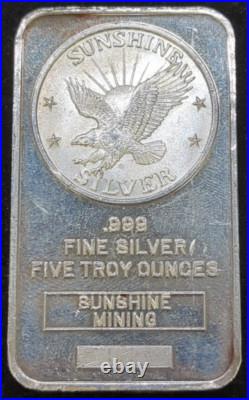 SUNSHINE
SILVER
.999
FINE SILVER
FIVE TROY OUNCES
SUNSHINE
MINING